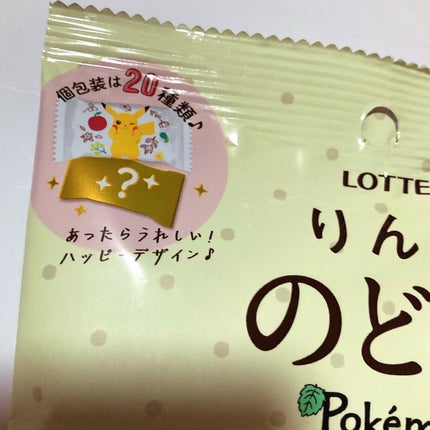 個包装は20種類♪
?
あったらうれしい!
ハッピーデザイン♪
LOTTE
りん
のど
Pokém